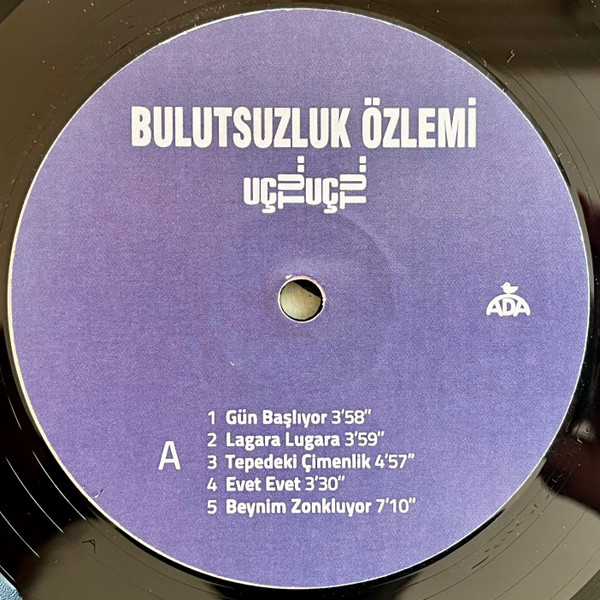 BULUTSUZLUK ÖZLEMİ
UÇTUUÇTU
ADA
A
1 Gün Başlıyor 3'58"
2 Lagara Lugara 3'59"
3 Tepedeki Çimenlik 4'57"
4 Evet Evet 3'30"
5 Beynim Zonkluyor 7'10"